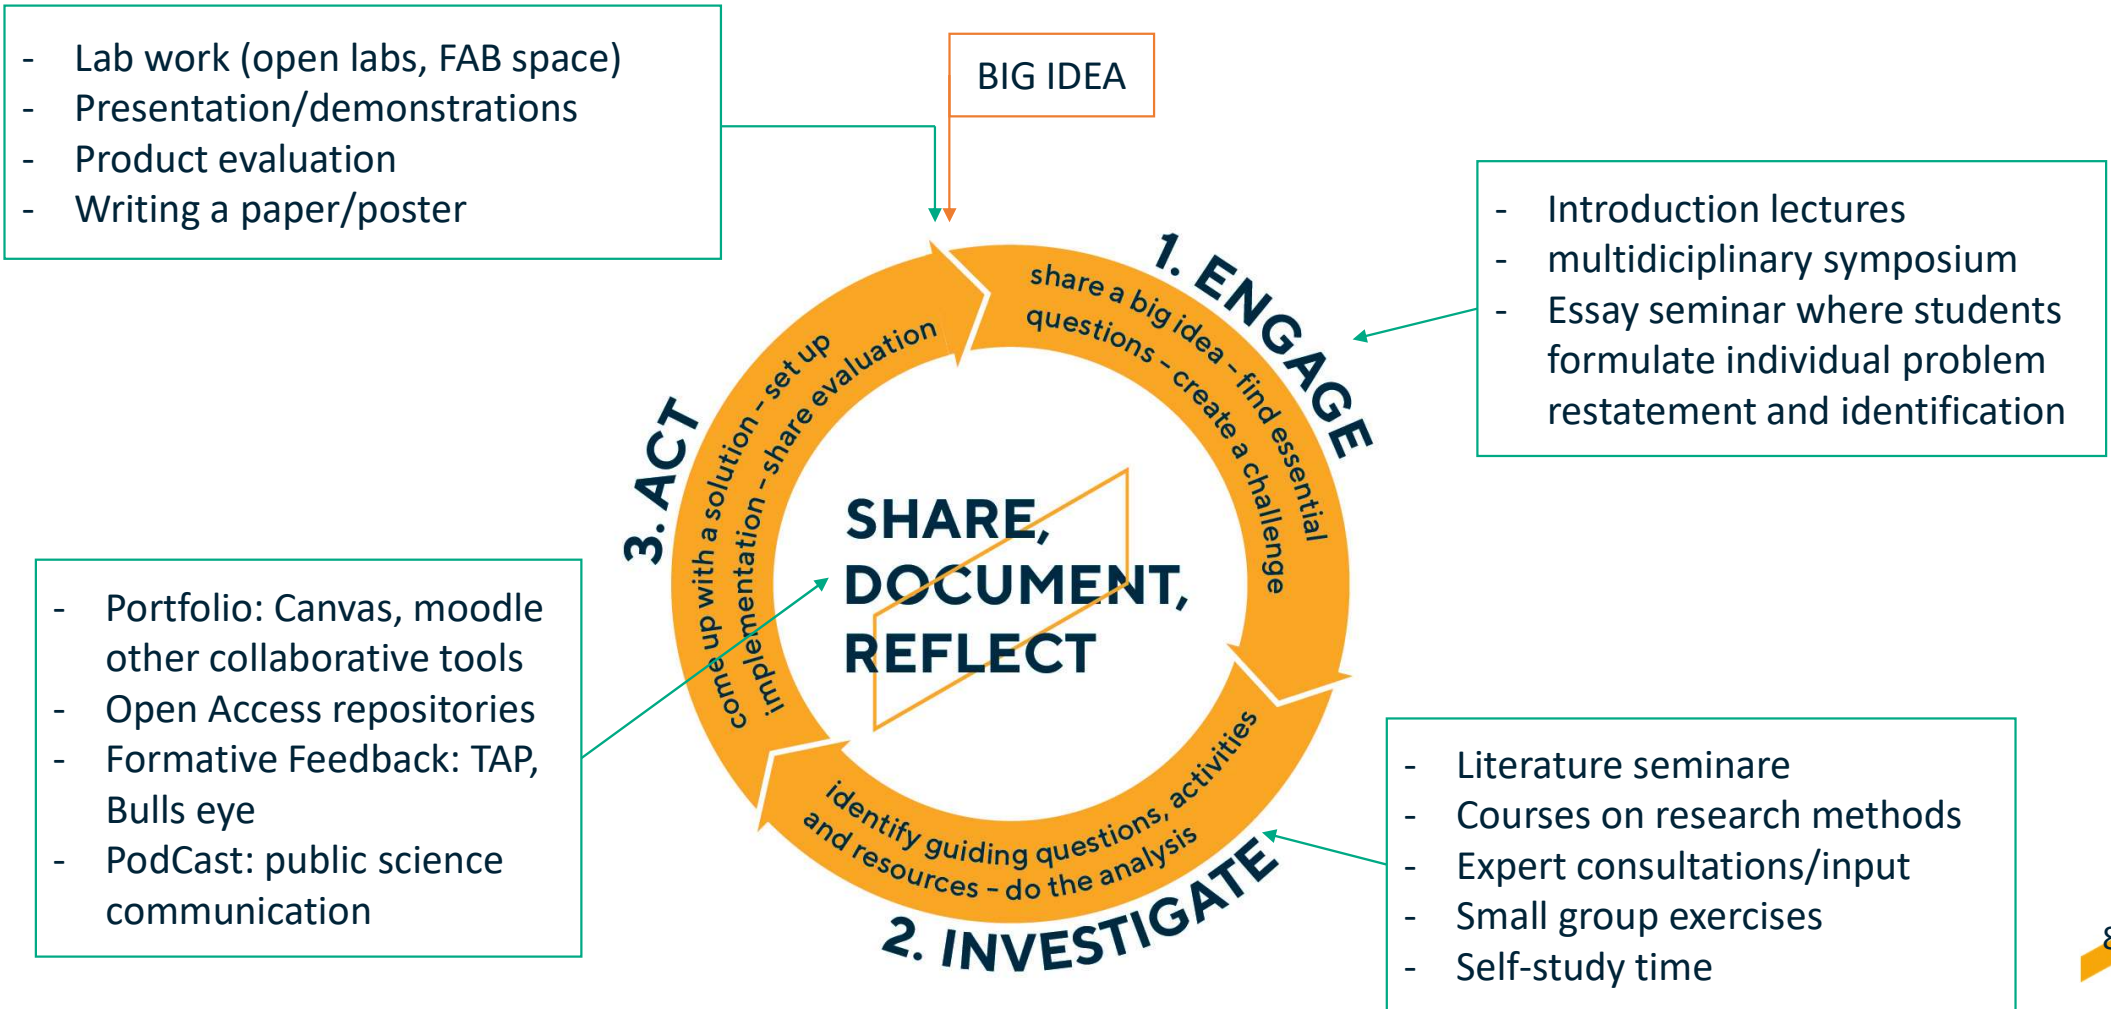 - Lab work (open labs, FAB space)
- Presentation/demonstrations
- Product evaluation
- Writing a paper/poster
BIG IDEA
- Introduction lectures
- multidiciplinary symposium
- Essay seminar where students
formulate individual problem
restatement and identification
1. ENGAGE
share a big idea - find essential
questions - create a challenge
3. ACT
come up with a solution - set up
implementation - share evaluation
SHARE,
DOCUMENT,
REFLECT
- Portfolio: Canvas, moodle
other collaborative tools
- Open Access repositories
- Formative Feedback: TAP,
Bulls eye
- PodCast: public science
communication
identify guiding questions, activities
and resources - do the analysis
2. INVESTIGATE
- Literature seminare
- Courses on research methods
- Expert consultations/input
- Small group exercises
- Self-study time